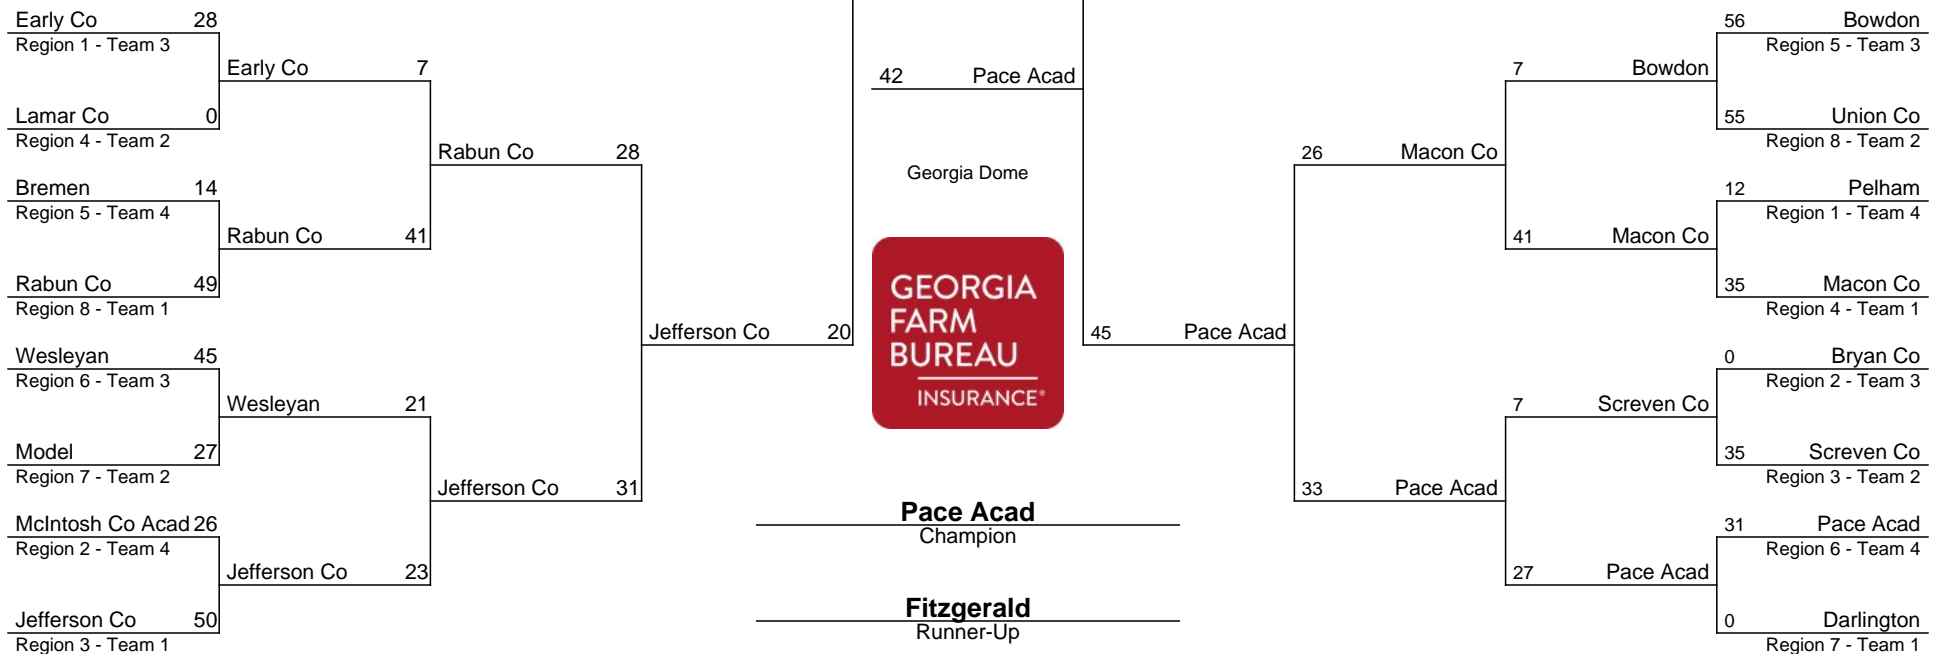 Early Co 28
Region 1 - Team 3
Lamar Co 0
Region 4 - Team 2
Bremen 14
Region 5 - Team 4
Rabun Co 49
Region 8 - Team 1
Wesleyan 45
Region 6 - Team 3
Model 27
Region 7 - Team 2
McIntosh Co Acad 26
Region 2 - Team 4
Jefferson Co 50
Region 3 - Team 1
Early Co 7
Rabun Co 41
Wesleyan 21
Jefferson Co 23
Rabun Co 28
Jefferson Co 31
Jefferson Co 20
42 Pace Acad
Georgia Dome
GEORGIA
FARM
BUREAU
INSURANCE®
Pace Acad
Champion
Fitzgerald
Runner-Up
45 Pace Acad
26 Macon Co
33 Pace Acad
7 Bowdon
41 Macon Co
7 Screven Co
27 Pace Acad
56 Bowdon
Region 5 - Team 3
55 Union Co
Region 8 - Team 2
12 Pelham
Region 1 - Team 4
35 Macon Co
Region 4 - Team 1
0 Bryan Co
Region 2 - Team 3
35 Screven Co
Region 3 - Team 2
31 Pace Acad
Region 6 - Team 4
0 Darlington
Region 7 - Team 1